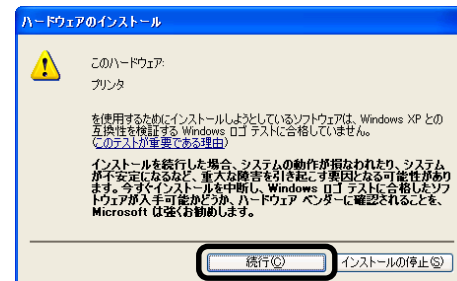 ハードウェアのインストール
このハードウェア:
プリンタ
を使用するためにインストールしようとしているソフトウェアは、Windows XP との
互換性を検証する Windows ロゴ テストに合格していません。
(このテストが重要である理由)
インストールを続行した場合、システムの動作が損なわれたり、システム
が不安定になるなど、重大な障害を引き起こす要因となる可能性があり
ます。今すぐインストールを中断し、Windows ロゴ テストに合格したソフ
トウェアが入手可能かどうか、ハードウェア ベンダーに確認されることを、
Microsoft は強くお勧めします。
続行(C)
インストールの停止(S)